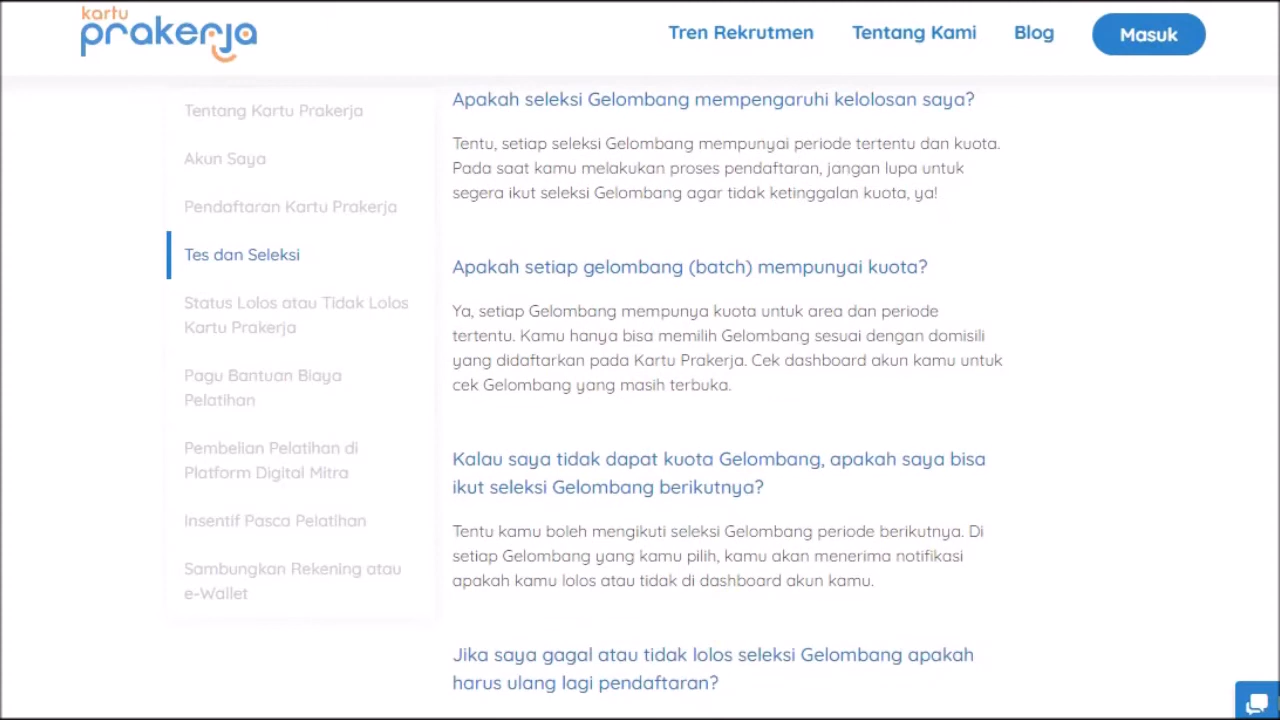 kartu
prakerja
Tren Rekrutmen
Tentang Kami
Blog
Masuk
Tentang Kartu Prakerja
Akun Saya
Pendaftaran Kartu Prakerja
Tes dan Seleksi
Status Lolos atau Tidak Lolos
Kartu Prakerja
Pagu Bantuan Biaya
Pelatihan
Pembelian Pelatihan di
Platform Digital Mitra
Insentif Pasca Pelatihan
Sambungkan Rekening atau
e-Wallet
Apakah seleksi Gelombang mempengaruhi kelolosan saya?
Tentu, setiap seleksi Gelombang mempunyai periode tertentu dan kuota.
Pada saat kamu melakukan proses pendaftaran, jangan lupa untuk
segera ikut seleksi Gelombang agar tidak ketinggalan kuota, ya!
Apakah setiap gelombang (batch) mempunyai kuota?
Ya, setiap Gelombang mempunya kuota untuk area dan periode
tertentu. Kamu hanya bisa memilih Gelombang sesuai dengan domisili
yang didaftarkan pada Kartu Prakerja. Cek dashboard akun kamu untuk
cek Gelombang yang masih terbuka.
Kalau saya tidak dapat kuota Gelombang, apakah saya bisa
ikut seleksi Gelombang berikutnya?
Tentu kamu boleh mengikuti seleksi Gelombang periode berikutnya. Di
setiap Gelombang yang kamu pilih, kamu akan menerima notifikasi
apakah kamu lolos atau tidak di dashboard akun kamu.
Jika saya gagal atau tidak lolos seleksi Gelombang apakah
harus ulang lagi pendaftaran?